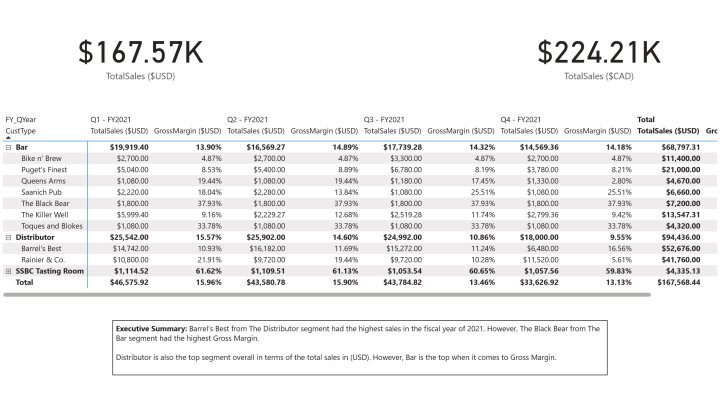 $167.57K $224.21K
TotalSales ($USD) TotalSales ($CAD)
FY_QYear Q1 - FY2021 Q2 - FY2021 Q3 - FY2021 Q4 - FY2021 Total
CustType TotalSales ($USD) GrossMargin ($USD) TotalSales ($USD) GrossMargin ($USD) TotalSales ($USD) GrossMargin ($USD) TotalSales ($USD) GrossMargin ($USD) TotalSales ($USD) Gro
Bar $19,919.40 13.90% $16,569.27 14.89% $17,739.28 14.32% $14,569.36 14.18% $68,797.31
Bike n' Brew $2,700.00 4.87% $2,700.00 4.87% $3,300.00 4.87% $2,700.00 4.87% $11,400.00
Puget's Finest $5,040.00 8.53% $5,400.00 8.89% $6,780.00 8.19% $3,780.00 8.21% $21,000.00
Queens Arms $1,080.00 19.44% $1,080.00 19.44% $1,180.00 17.45% $1,330.00 2.80% $4,670.00
Saanich Pub $2,220.00 18.04% $2,280.00 13.84% $1,080.00 25.51% $1,080.00 25.51% $6,660.00
The Black Bear $1,800.00 37.93% $1,800.00 37.93% $1,800.00 37.93% $1,800.00 37.93% $7,200.00
The Killer Well $5,999.40 9.16% $2,229.27 12.68% $2,519.28 11.74% $2,799.36 9.42% $13,547.31
Toques and Blokes $1,080.00 33.78% $1,080.00 33.78% $1,080.00 33.78% $1,080.00 33.78% $4,320.00
Distributor $25,542.00 15.57% $25,902.00 14.60% $24,992.00 10.86% $18,000.00 9.55% $94,436.00
Barrel's Best $14,742.00 10.93% $16,182.00 11.69% $15,272.00 11.24% $6,480.00 16.56% $52,676.00
Rainier & Co. $10,800.00 21.91% $9,720.00 19.44% $9,720.00 10.28% $11,520.00 5.61% $41,760.00
SSBC Tasting Room $1,114.52 61.62% $1,109.51 61.13% $1,053.54 60.65% $1,057.56 59.83% $4,335.13
Total $46,575.92 15.96% $43,580.78 15.90% $43,784.82 13.46% $33,626.92 13.13% $167,568.44
Executive Summary: Barrel's Best from The Distributor segment had the highest sales in the fiscal year of 2021. However, The Black Bear from The
Bar segment had the highest Gross Margin.
Distributor is also the top segment overall in terms of the total sales in (USD). However, Bar is the top when it comes to Gross Margin.